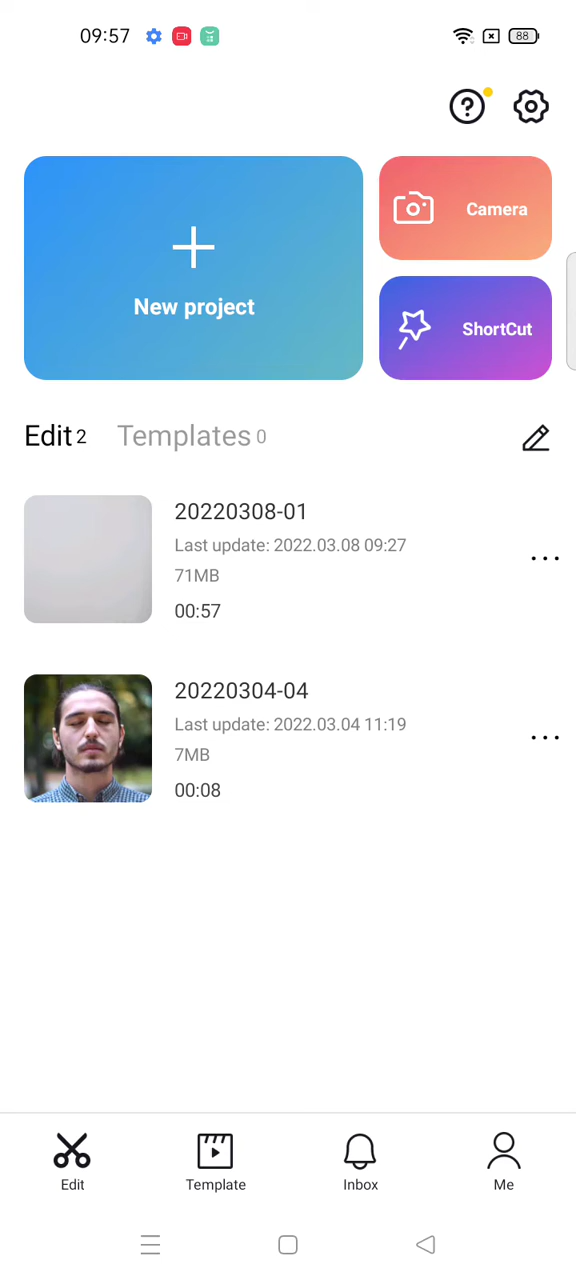 09:57
88
New project
Camera
ShortCut
Edit 2
Templates 0
20220308-01
Last update: 2022.03.08 09:27
71MB
00:57
20220304-04
Last update: 2022.03.04 11:19
7MB
00:08
Edit
Template
Inbox
Me